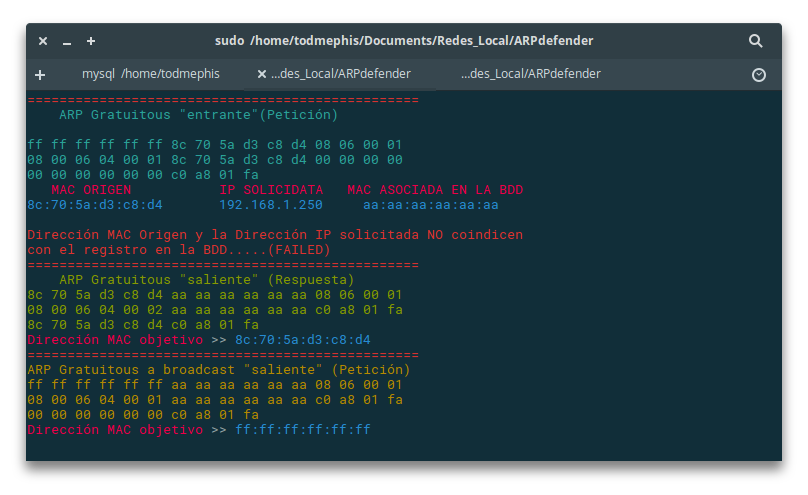 sudo /home/todmephis/Documents/Redes_Local/ARPdefender
mysql /home/todmephis
...des_Local/ARPdefender
...des_Local/ARPdefender
=================================================
ARP Gratuitous "entrante"(Petición)
ff ff ff ff ff ff 8c 70 5a d3 c8 d4 08 06 00 01
08 00 06 04 00 01 8c 70 5a d3 c8 d4 00 00 00 00
00 00 00 00 00 00 c0 a8 01 fa
MAC ORIGEN IP SOLICIDATA MAC ASOCIADA EN LA BDD
8c:70:5a:d3:c8:d4 192.168.1.250 aa:aa:aa:aa:aa:aa
Dirección MAC Origen y la Dirección IP solicitada NO coindicen
con el registro en la BDD.....(FAILED)
=================================================
ARP Gratuitous "saliente" (Respuesta)
8c 70 5a d3 c8 d4 aa aa aa aa aa aa 08 06 00 01
08 00 06 04 00 02 aa aa aa aa aa aa c0 a8 01 fa
8c 70 5a d3 c8 d4 c0 a8 01 fa
Dirección MAC objetivo >> 8c:70:5a:d3:c8:d4
=================================================
ARP Gratuitous a broadcast "saliente" (Petición)
ff ff ff ff ff ff aa aa aa aa aa aa 08 06 00 01
08 00 06 04 00 01 aa aa aa aa aa aa c0 a8 01 fa
00 00 00 00 00 00 c0 a8 01 fa
Dirección MAC objetivo >> ff:ff:ff:ff:ff:ff